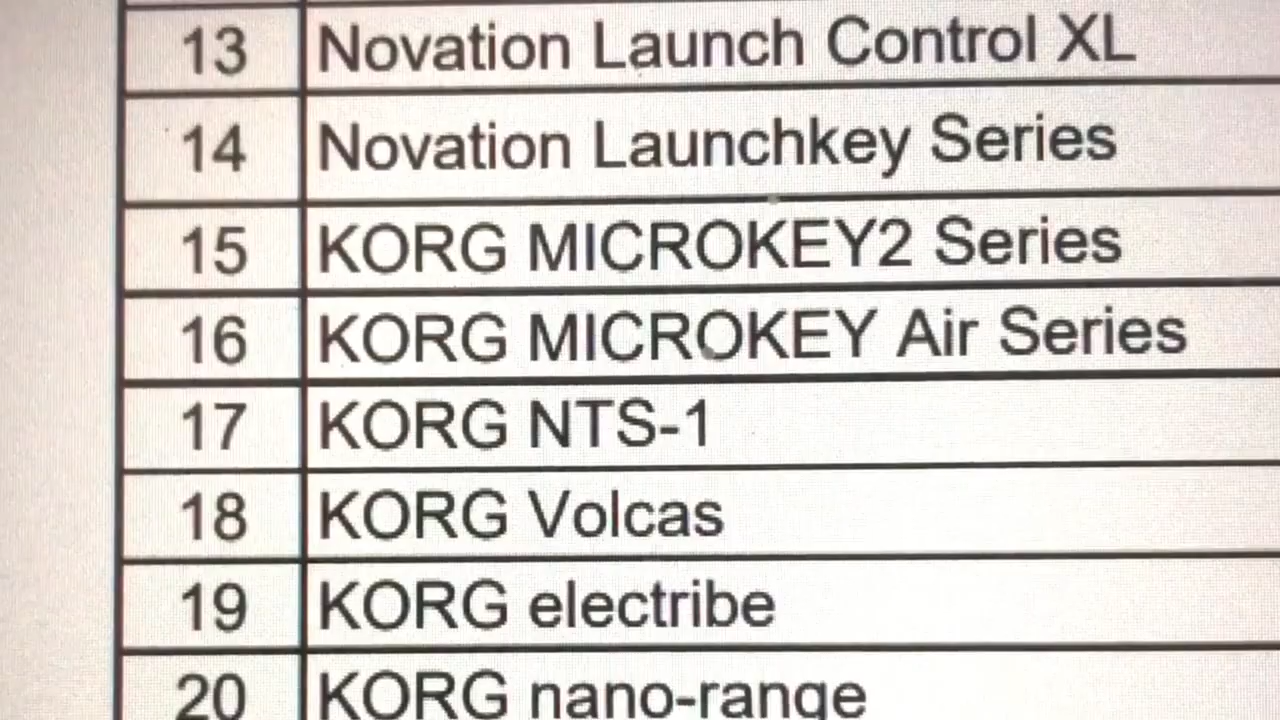 13 Novation Launch Control XL
14 Novation Launchkey Series
15 KORG MICROKEY2 Series
16 KORG MICROKEY Air Series
17 KORG NTS-1
18 KORG Volcas
19 KORG electribe
20 KORG nano-range